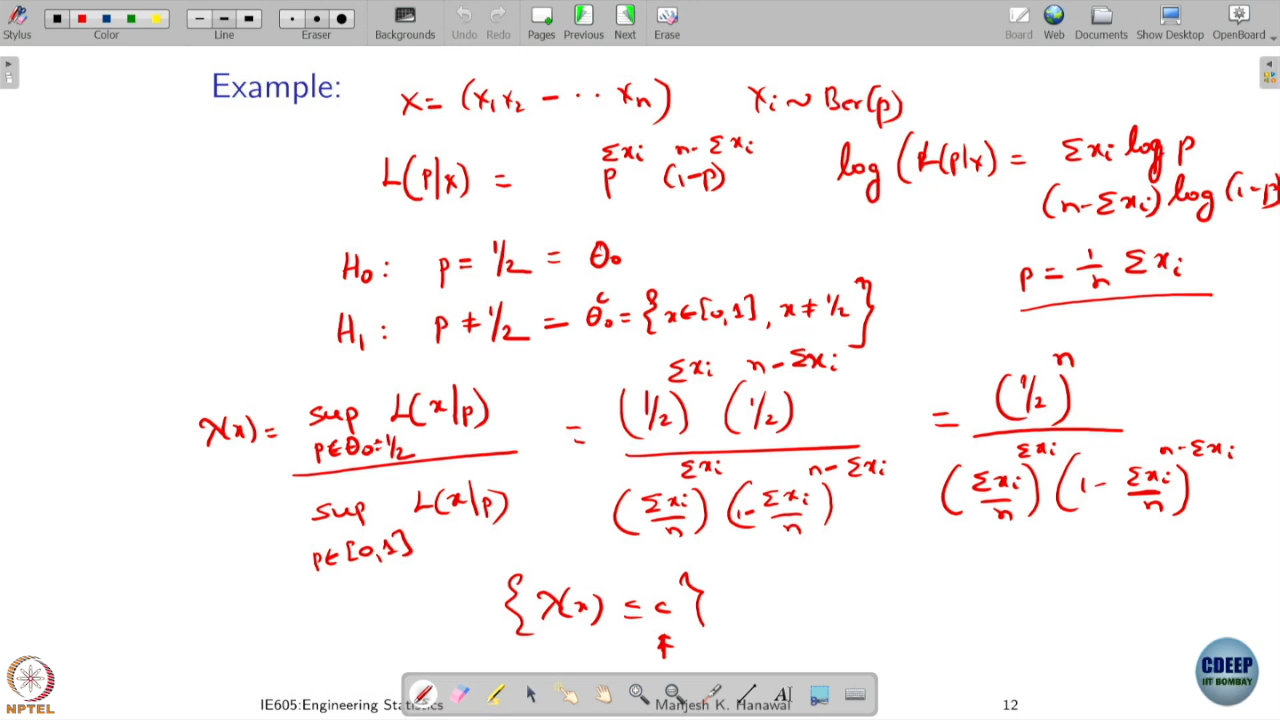 Stylus Color Line Eraser Backgrounds Undo Redo Pages Previous Next Erase Board Web Documents Show Desktop OpenBoard
Example: X = (x₁ x₂ - - ·· xₙ) xᵢ ~ Ber(p)
L(p|x) = p^{Σxᵢ} (1-p)^{n-Σxᵢ} log(L(p|x) = Σxᵢ log p
(n-Σxᵢ) log(1-p)
H₀ : p = 1/2 = Θ₀
p = 1/n Σxᵢ
H₁ : p ≠ 1/2 = Θ₀ᶜ = {x∈[0,1], x ≠ 1/2}
λ(x) = sup_{p∈Θ₀=1/2} L(x|p) / sup_{p∈[0,1]} L(x|p) = (1/2)^{Σxᵢ} (1/2)^{n-Σxᵢ} / (Σxᵢ/n)^{Σxᵢ} (1-Σxᵢ/n)^{n-Σxᵢ} = (1/2)^n / (Σxᵢ/n)^{Σxᵢ} (1-Σxᵢ/n)^{n-Σxᵢ}
{λ(x) ≤ c}
↑
CDEEP
IIT BOMBAY
NPTEL
IE605:Engineering Statistics Manjesh K. Hanawal 12